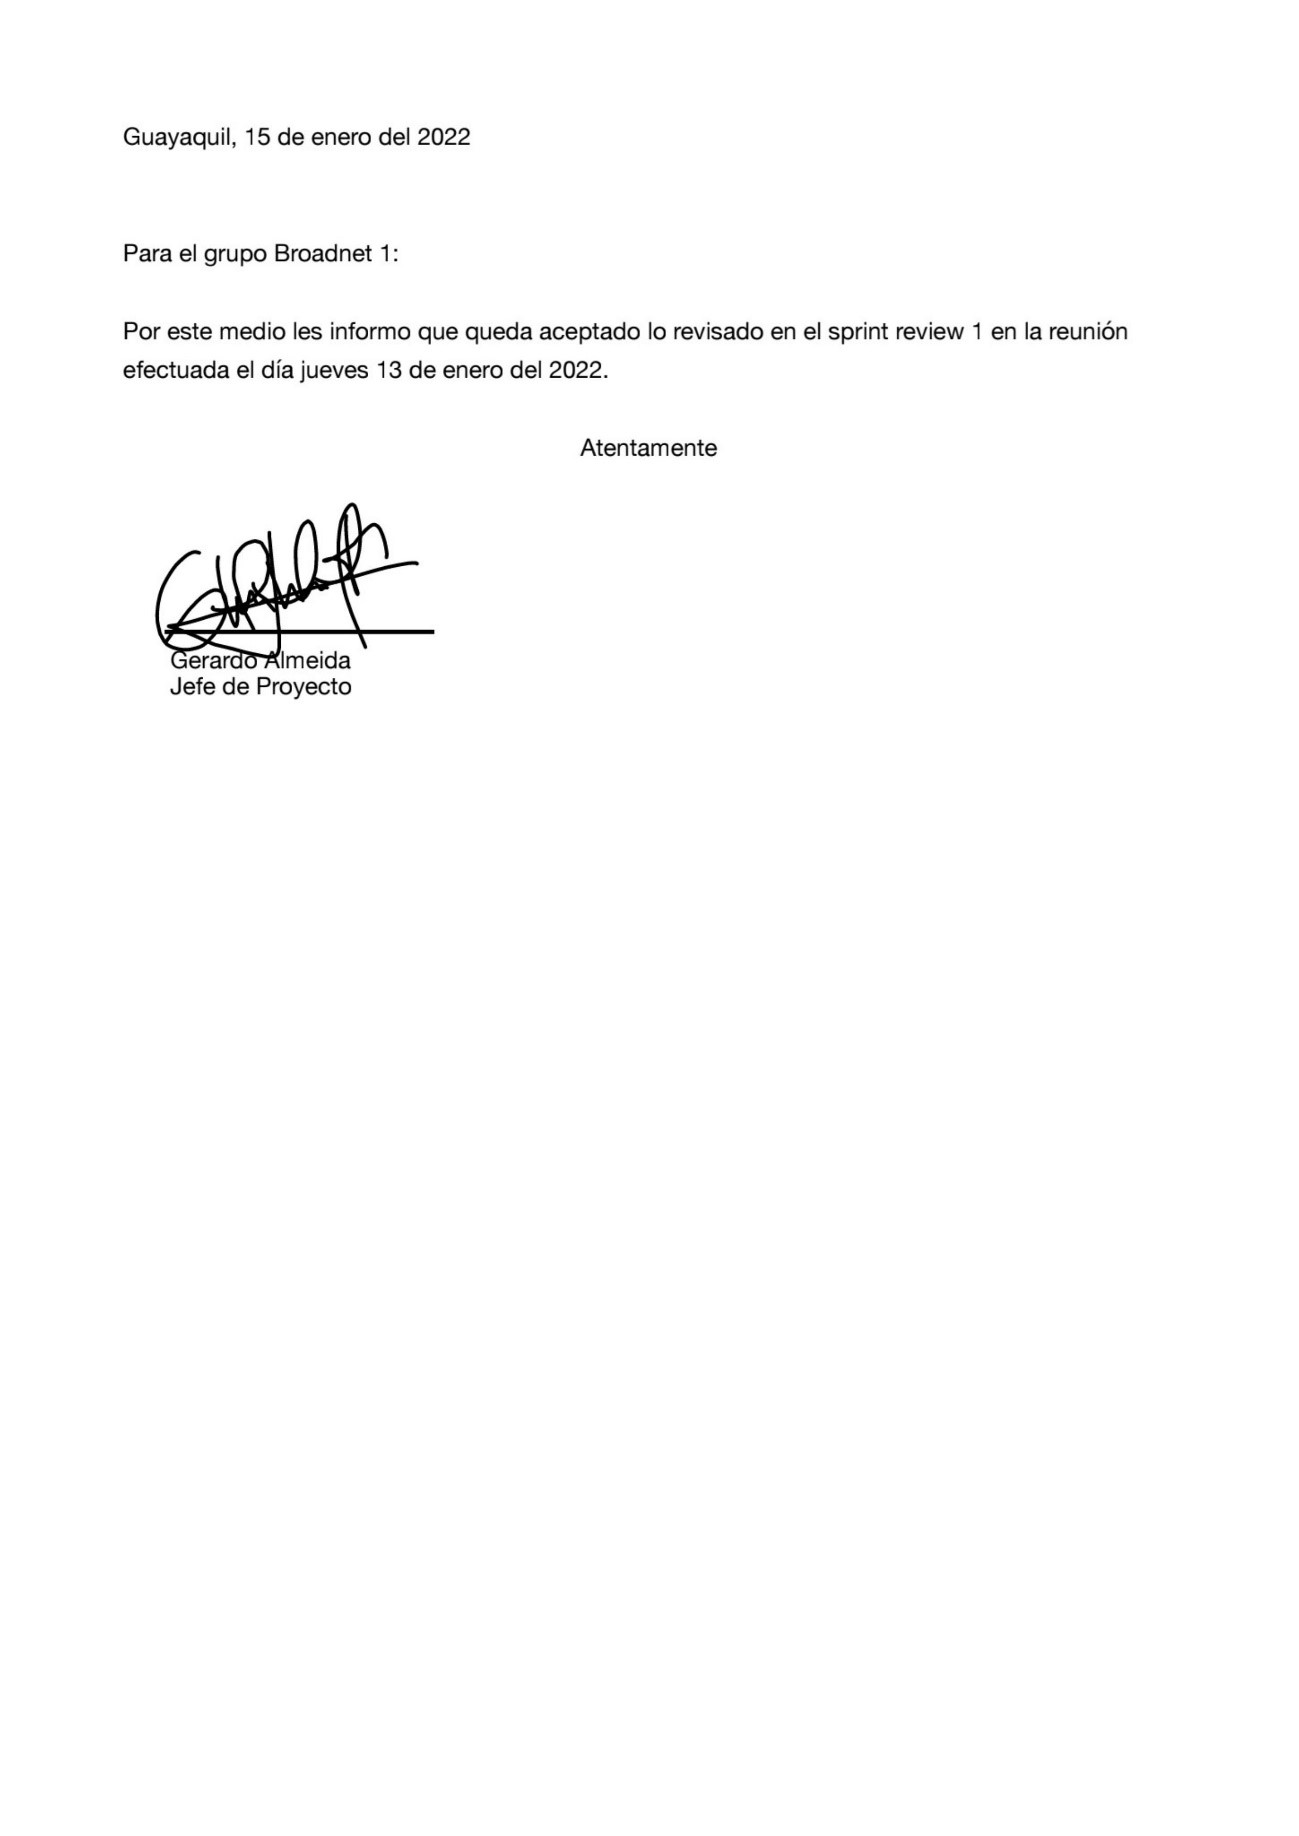 Guayaquil, 15 de enero del 2022
Para el grupo Broadnet 1:
Por este medio les informo que queda aceptado lo revisado en el sprint review 1 en la reunión
efectuada el día jueves 13 de enero del 2022.
Atentamente
Gerardo Almeida
Jefe de Proyecto